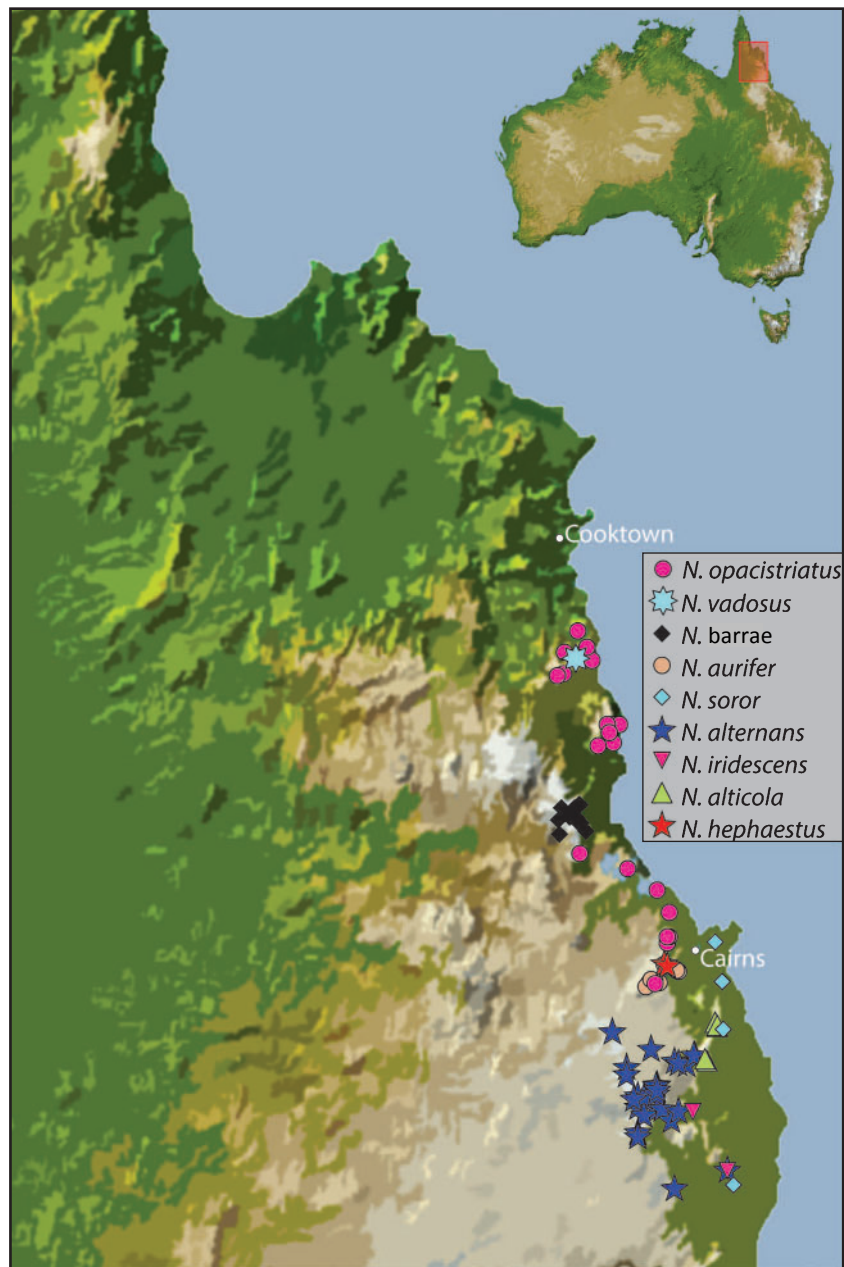 Cooktown
N. opacistriatus
N. vadosus
N. barrae
N. aurifer
N. soror
N. alternans
N. iridescens
N. alticola
N. hephaestus
Cairns